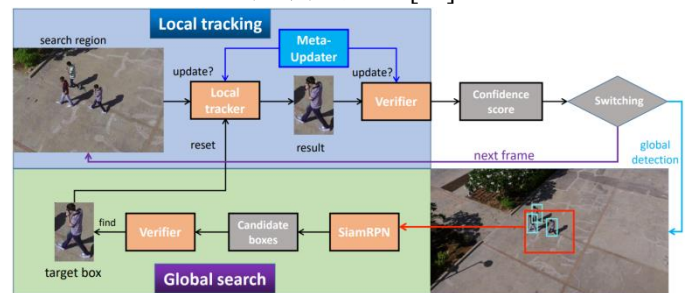 Local tracking
search region
Meta-
Updater
update?
update?
Local
tracker
Verifier
Confidence
score
Switching
reset
result
next frame
global
detection
find
Verifier
Candidate
boxes
SiamRPN
target box
Global search